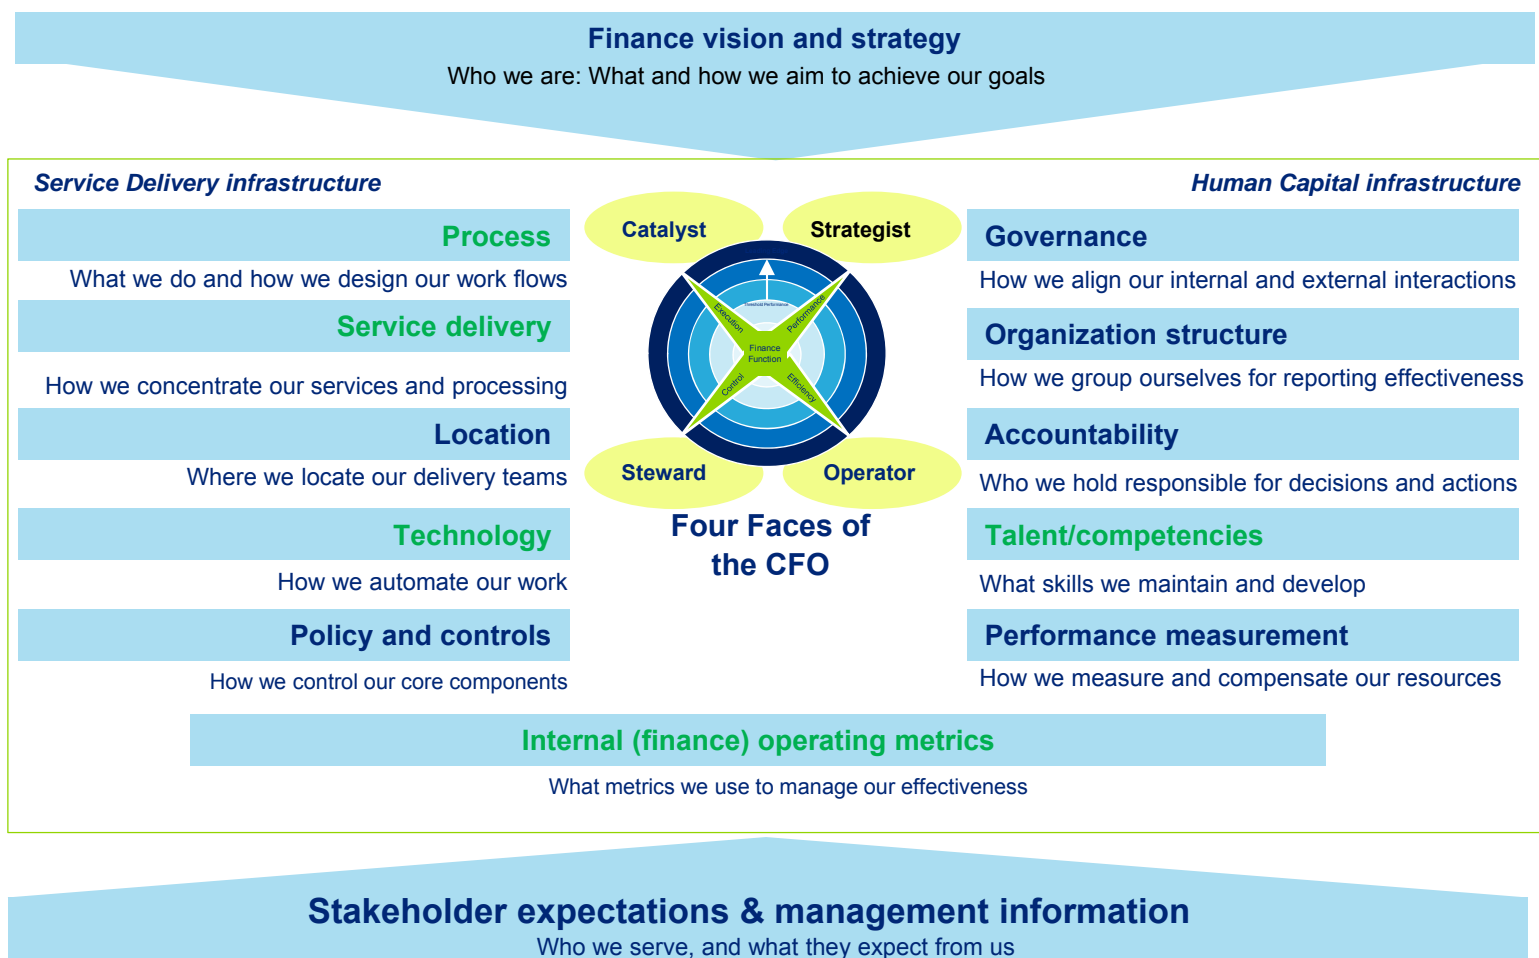 Finance vision and strategy
Who we are: What and how we aim to achieve our goals
Service Delivery infrastructure
Process
What we do and how we design our work flows
Service delivery
How we concentrate our services and processing
Location
Where we locate our delivery teams
Technology
How we automate our work
Policy and controls
How we control our core components
Catalyst
Strategist
Threshold Performance
Execution
Performance
Finance
Function
Control
Efficiency
Steward
Operator
Four Faces of
the CFO
Human Capital infrastructure
Governance
How we align our internal and external interactions
Organization structure
How we group ourselves for reporting effectiveness
Accountability
Who we hold responsible for decisions and actions
Talent/competencies
What skills we maintain and develop
Performance measurement
How we measure and compensate our resources
Internal (finance) operating metrics
What metrics we use to manage our effectiveness
Stakeholder expectations & management information
Who we serve, and what they expect from us